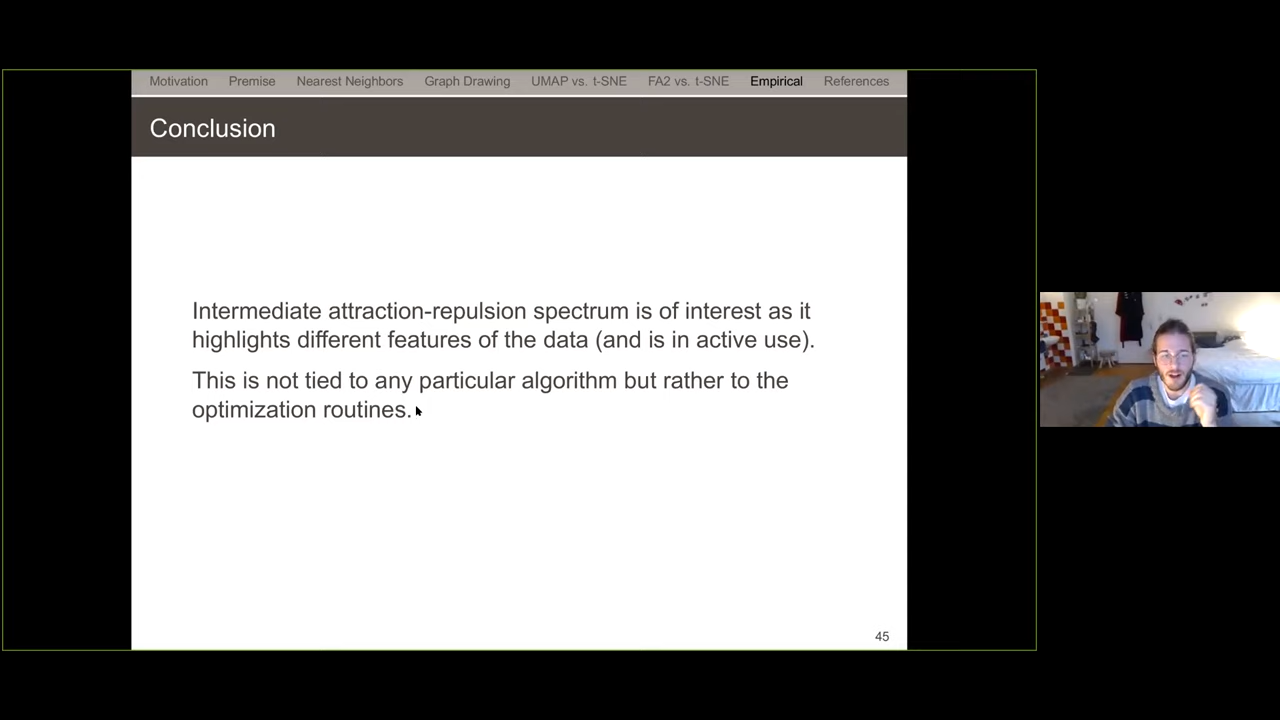 Motivation Premise Nearest Neighbors Graph Drawing UMAP vs. t-SNE FA2 vs. t-SNE Empirical References
Conclusion
Intermediate attraction-repulsion spectrum is of interest as it
highlights different features of the data (and is in active use).
This is not tied to any particular algorithm but rather to the
optimization routines.
45